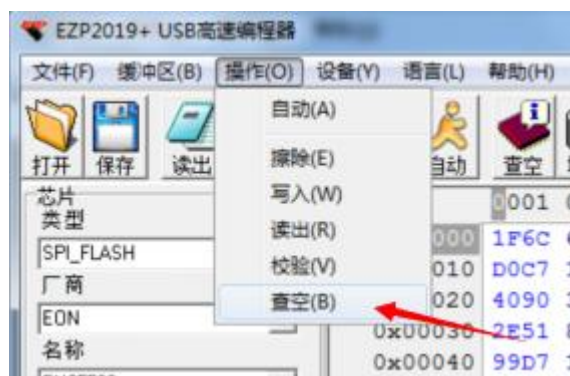 EZP2019+ USB高速编程器
文件(F) 缓冲区(B) 操作(O) 设备(Y) 语言(L) 帮助(H)
自动(A)
擦除(E)
写入(W)
读出(R)
校验(V)
查空(B)
打开 保存 读出 自动 查空
芯片
类型
SPI_FLASH
厂商
EON
名称
001
000 1F6C
010 D0C7
020 4090
0x00030 2E51
0x00040 99D7